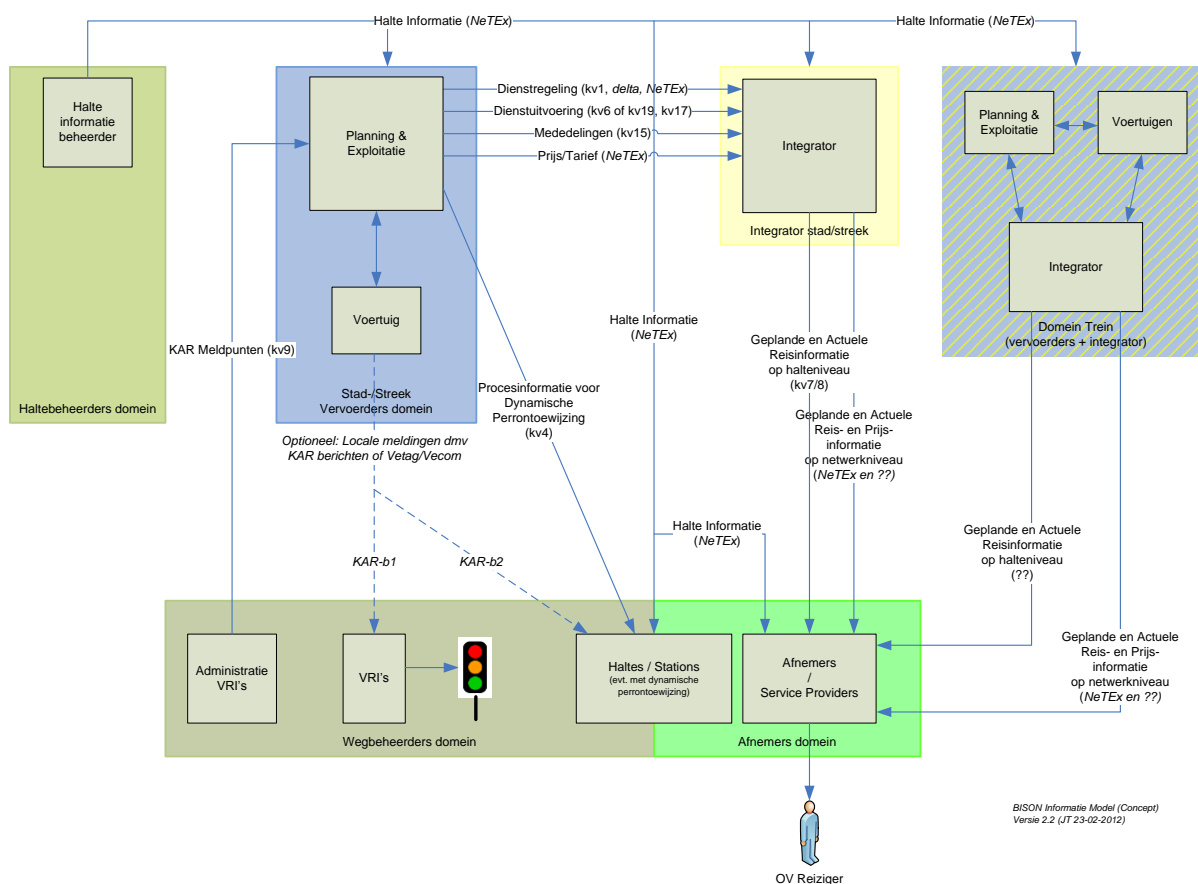 Halte Informatie (NeTEx)
Halte Informatie (NeTEx)
Halte
informatie
beheerder
Haltebeheerders domein
Planning &
Exploitatie
Voertuig
Stad-/Streek
Vervoerders domein
Dienstregeling (kv1, delta, NeTEx)
Dienstuitvoering (kv6 of kv19, kv17)
Mededelingen (kv15)
Prijs/Tarief (NeTEx)
Integrator
Integrator stad/streek
Planning &
Exploitatie
Voertuigen
Integrator
Domein Trein
(vervoerders + integrator)
KAR Meldpunten (kv9)
Halte Informatie
(NeTEx)
Geplande en Actuele
Reisinformatie
op halteniveau
(kv7/8)
Procesinformatie voor
Dynamische
Perrontoewijzing
(kv4)
Geplande en Actuele
Reis- en Prijs-
informatie
op netwerkniveau
(NeTEx en ??)
Optioneel: Locale meldingen dmv
KAR berichten of Vetag/Vecom
Halte Informatie
(NeTEx)
Geplande en Actuele
Reisinformatie
op halteniveau
(??)
KAR-b1
KAR-b2
Geplande en Actuele
Reis- en Prijs-
informatie
op netwerkniveau
(NeTEx en ??)
Administratie
VRI's
VRI's
Haltes / Stations
(evt. met dynamische
perrontoewijzing)
Afnemers
/
Service Providers
Wegbeheerders domein
Afnemers domein
OV Reiziger
BISON Informatie Model (Concept)
Versie 2.2 (JT 23-02-2012)